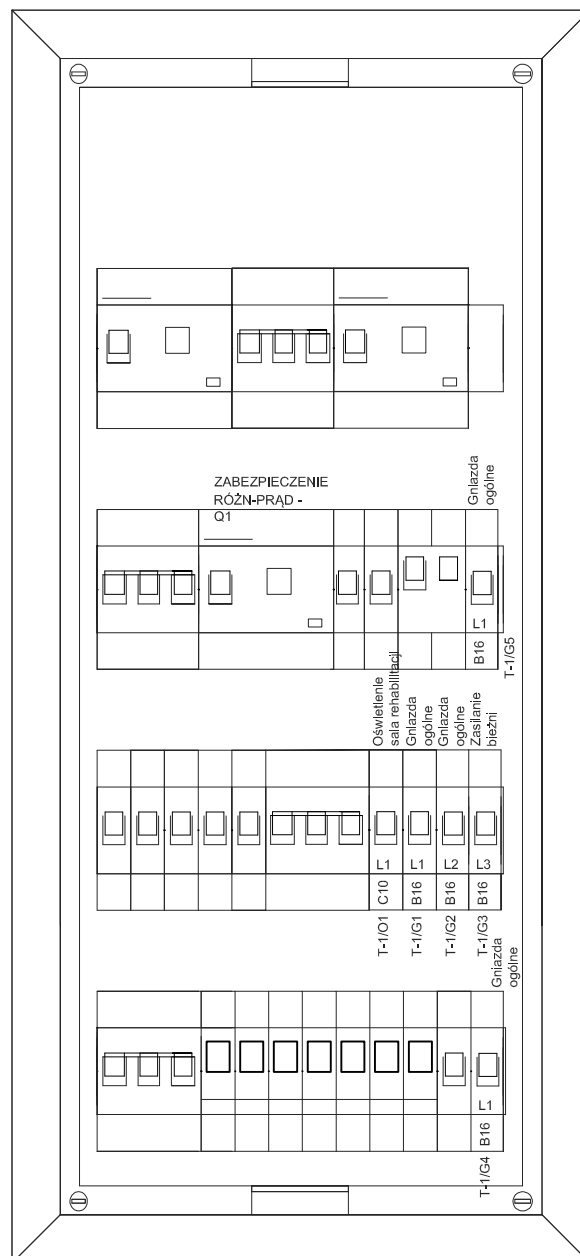 ZABEZPIECZENIE
RÓŻN-PRĄD -
Q1
Gniazda
ogólne
L1
B16
T-1/G5
Oświetlenie
sala rehabilitacji
Gniazda
ogólne
Gniazda
ogólne
Zasilanie
bieżni
L1
L1
L2
L3
C10
B16
B16
B16
T-1/O1
T-1/G1
T-1/G2
T-1/G3
Gniazda
ogólne
L1
B16
T-1/G4